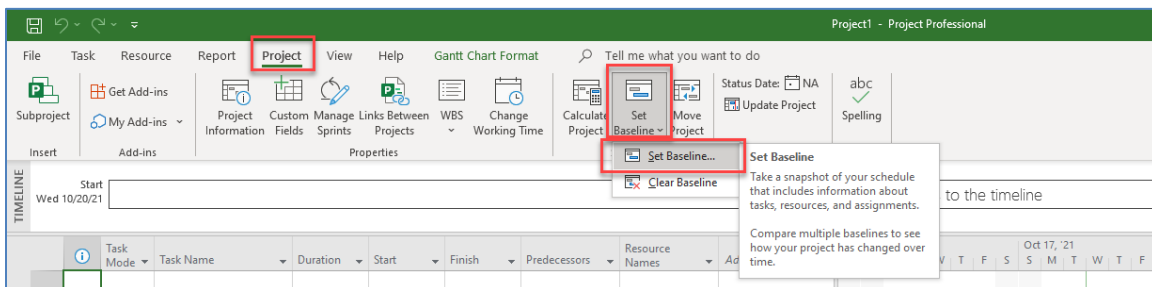 Project1 - Project Professional
File Task Resource Report Project View Help Gantt Chart Format Tell me what you want to do
Subproject
Get Add-ins
My Add-ins
Project Information
Custom Fields
Manage Sprints
Links Between Projects
WBS
Change Working Time
Calculate Project
Set Baseline
Move Project
Status Date: NA
Update Project
abc
Spelling
Insert Add-ins Properties
Set Baseline...
Clear Baseline
Set Baseline
Take a snapshot of your schedule
that includes information about
tasks, resources, and assignments.
Compare multiple baselines to see
how your project has changed over
time.
TIMELINE
Start
Wed 10/20/21
to the timeline
Task Mode
Task Name
Duration
Start
Finish
Predecessors
Resource Names
Ad
Oct 17, '21
W T F S S M T W T F